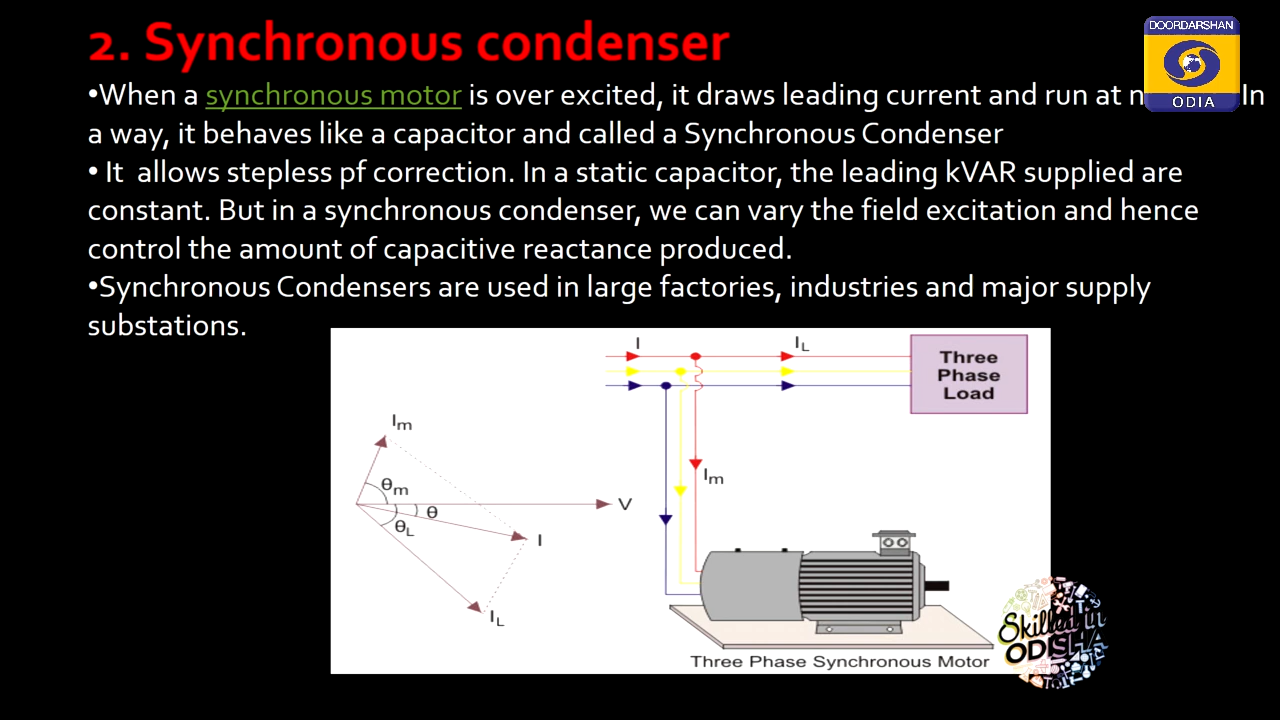 2. Synchronous condenser
DOORDARSHAN
ODIA
•When a synchronous motor is over excited, it draws leading current and run at In
a way, it behaves like a capacitor and called a Synchronous Condenser
• It allows stepless pf correction. In a static capacitor, the leading kVAR supplied are
constant. But in a synchronous condenser, we can vary the field excitation and hence
control the amount of capacitive reactance produced.
•Synchronous Condensers are used in large factories, industries and major supply
substations.
I
IL
Three
Phase
Load
Im
Im
θm
V
θ
θL
I
IL
Three Phase Synchronous Motor
Skilled in
ODISHA